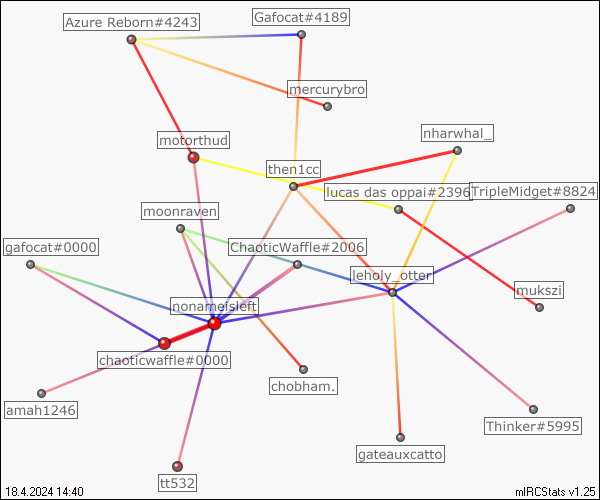 Gafocat#4189
Azure Reborn#4243
mercurybro
nharwhal_
motorthud
then1cc
lucas das oppai#2396
TripleMidget#8824
moonraven
gafocat#0000
ChaoticWaffle#2006
leholy_otter
mukszi
nonameisleft
chaoticwaffle#0000
chobham.
amah1246
Thinker#5995
gateauxcatto
tt532
18.4.2024 14:40
mIRCStats v1.25